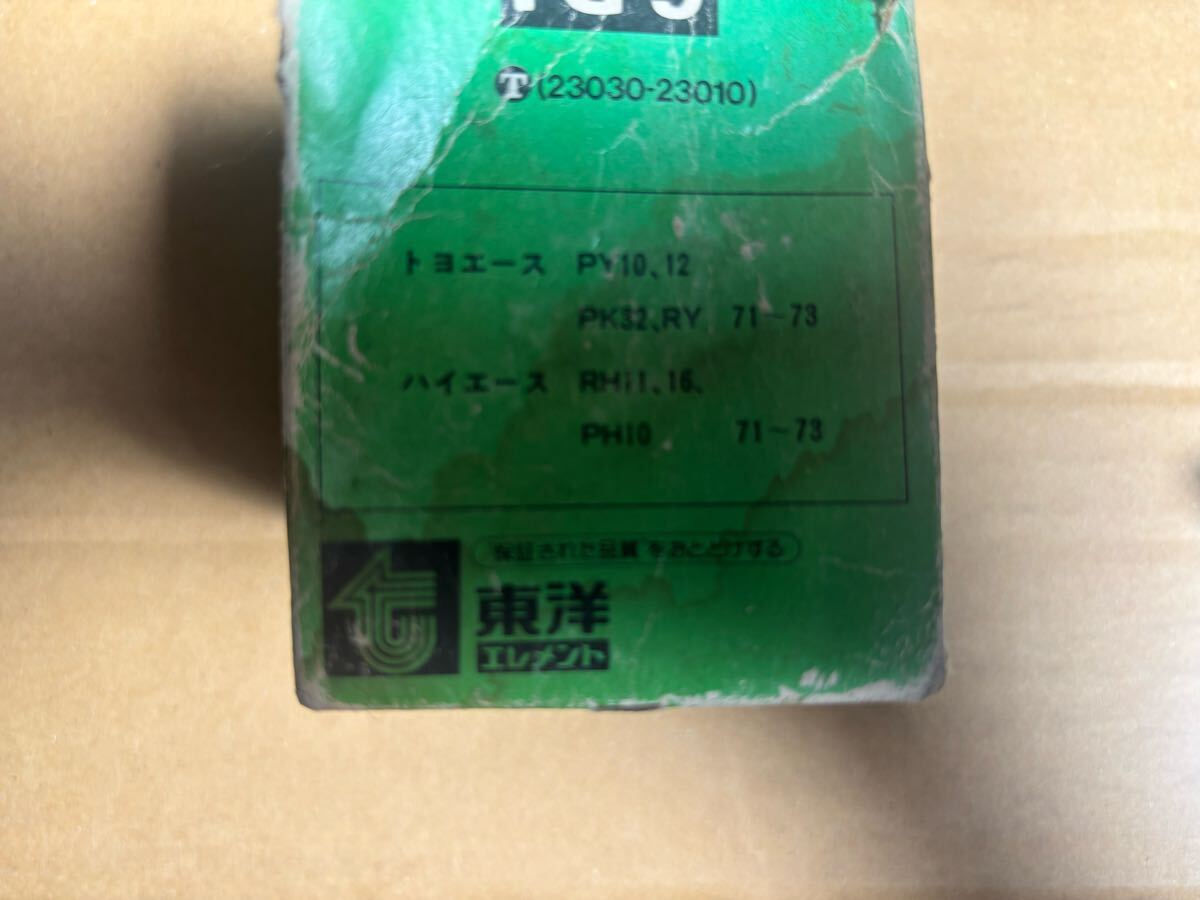 T (23030-23010)
トヨエース PY10、12
PK32、RY 71〜73
ハイエース RH11、16、
PH10 71〜73
保証された品質をおとどけする
東洋
エレメント